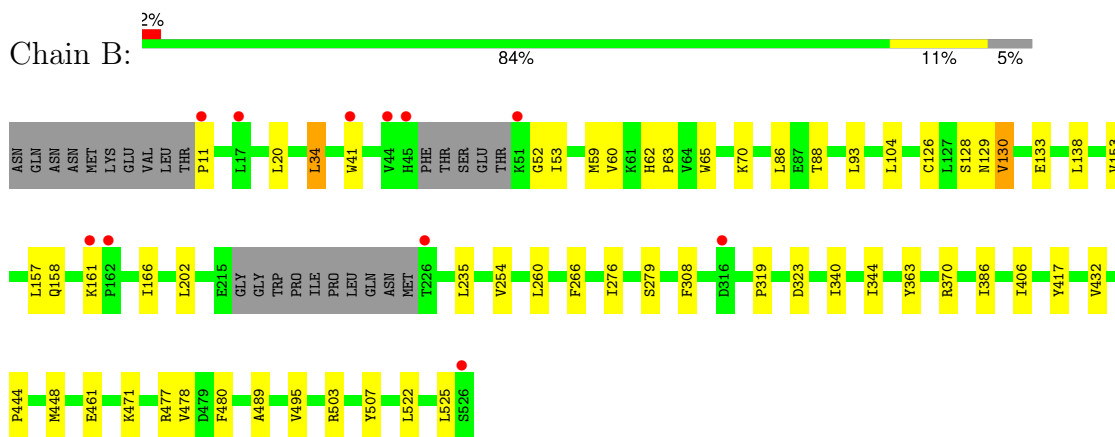 2%
Chain B:
84% 11% 5%
ASN GLN ASN ASN MET LYS GLU VAL LEU THR P11 L17 L20 L34 W41 V44 H45 PHE THR SER GLU THR K51 G52 I53 M59 V60 K61 H62 P63 V64 W65 K70 L86 E87 T88 L93 L104 C126 L127 S128 N129 V130 E133 L138 V153
L157 Q158 K161 P162 I166 L202 E215 GLY GLY TRP PRO ILE PRO LEU GLN ASN MET T226 L235 V254 L260 F266 I276 S279 F308 D316 P319 D323 I340 I344 Y363 R370 I386 I406 Y417 V432
P444 M448 E461 K471 R477 V478 D479 F480 A489 V495 R503 Y507 L522 L525 S526